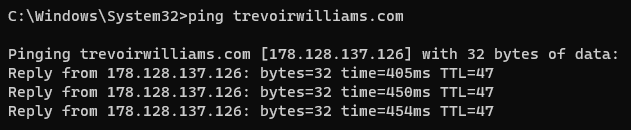 C:\Windows\System32>ping trevoirwilliams.com
Pinging trevoirwilliams.com [178.128.137.126] with 32 bytes of data:
Reply from 178.128.137.126: bytes=32 time=405ms TTL=47
Reply from 178.128.137.126: bytes=32 time=450ms TTL=47
Reply from 178.128.137.126: bytes=32 time=454ms TTL=47